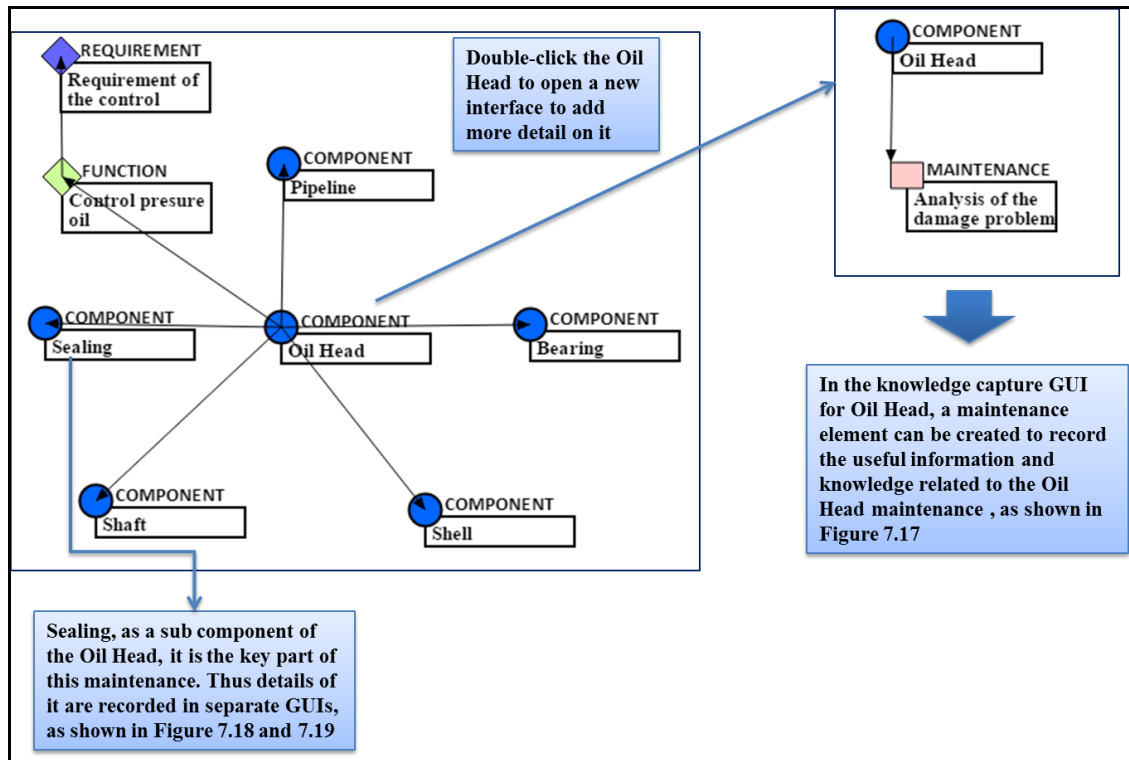 REQUIREMENT
Requirement of
the control
FUNCTION
Control presure
oil
COMPONENT
Pipeline
COMPONENT
Sealing
COMPONENT
Oil Head
COMPONENT
Bearing
COMPONENT
Shaft
COMPONENT
Shell
Double-click the Oil
Head to open a new
interface to add
more detail on it
COMPONENT
Oil Head
MAINTENANCE
Analysis of the
damage problem
In the knowledge capture GUI
for Oil Head, a maintenance
element can be created to record
the useful information and
knowledge related to the Oil
Head maintenance , as shown in
Figure 7.17
Sealing, as a sub component of
the Oil Head, it is the key part of
this maintenance. Thus details of
it are recorded in separate GUIs,
as shown in Figure 7.18 and 7.19